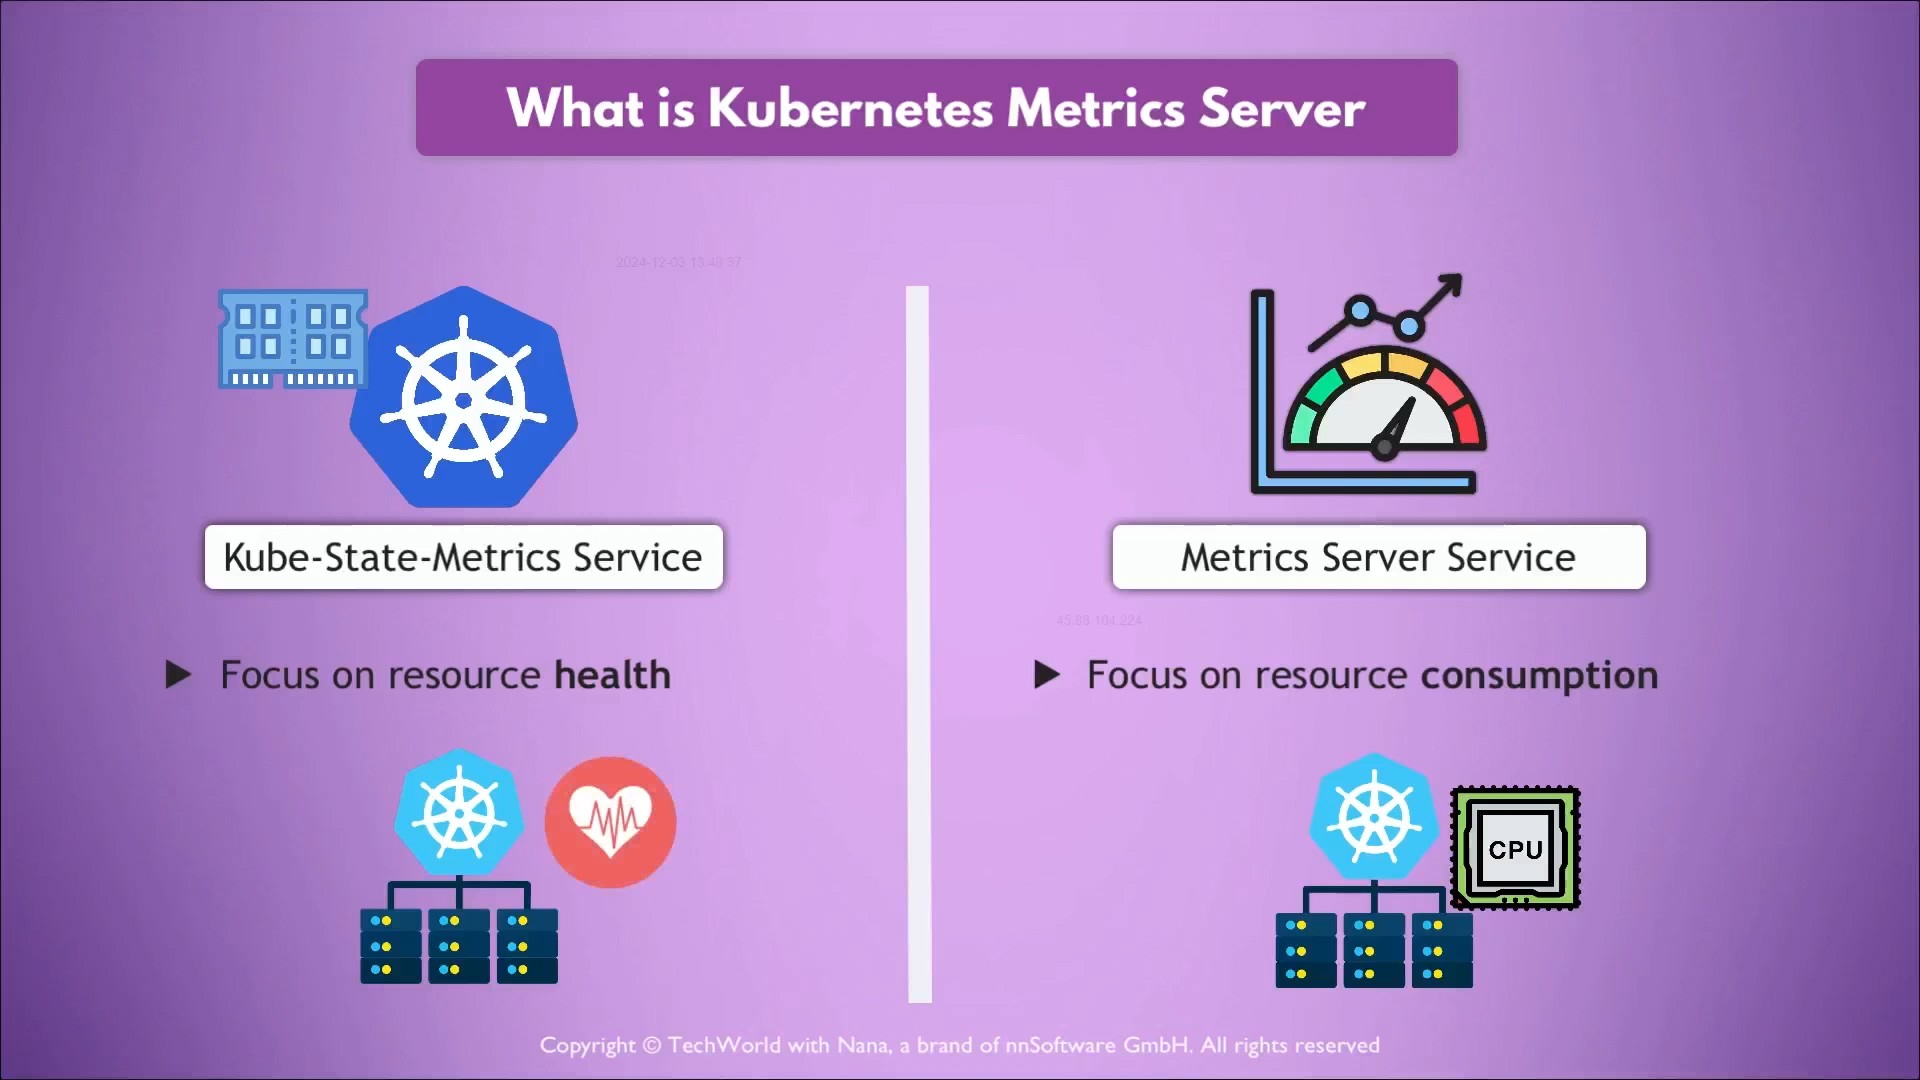 What is Kubernetes Metrics Server
2024-12-03 13:48:37
Kube-State-Metrics Service
Metrics Server Service
45.88.104.224
Focus on resource health
Focus on resource consumption
CPU
Copyright © TechWorld with Nana, a brand of nnSoftware GmbH. All rights reserved